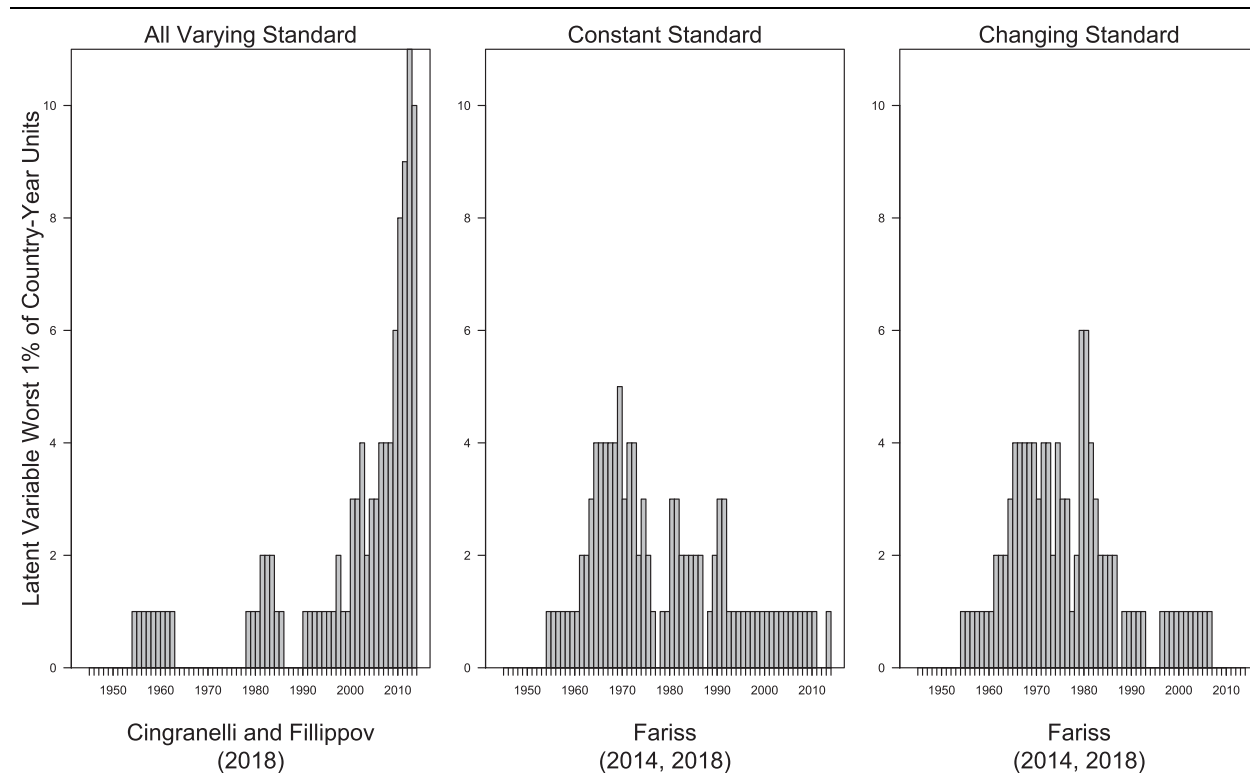 All Varying Standard
Constant Standard
Changing Standard
Latent Variable Worst 1% of Country-Year Units
10
8
6
4
2
0
1950 1960 1970 1980 1990 2000 2010
10
8
6
4
2
0
1950 1960 1970 1980 1990 2000 2010
10
8
6
4
2
0
1950 1960 1970 1980 1990 2000 2010
Cingranelli and Fillippov
(2018)
Fariss
(2014, 2018)
Fariss
(2014, 2018)